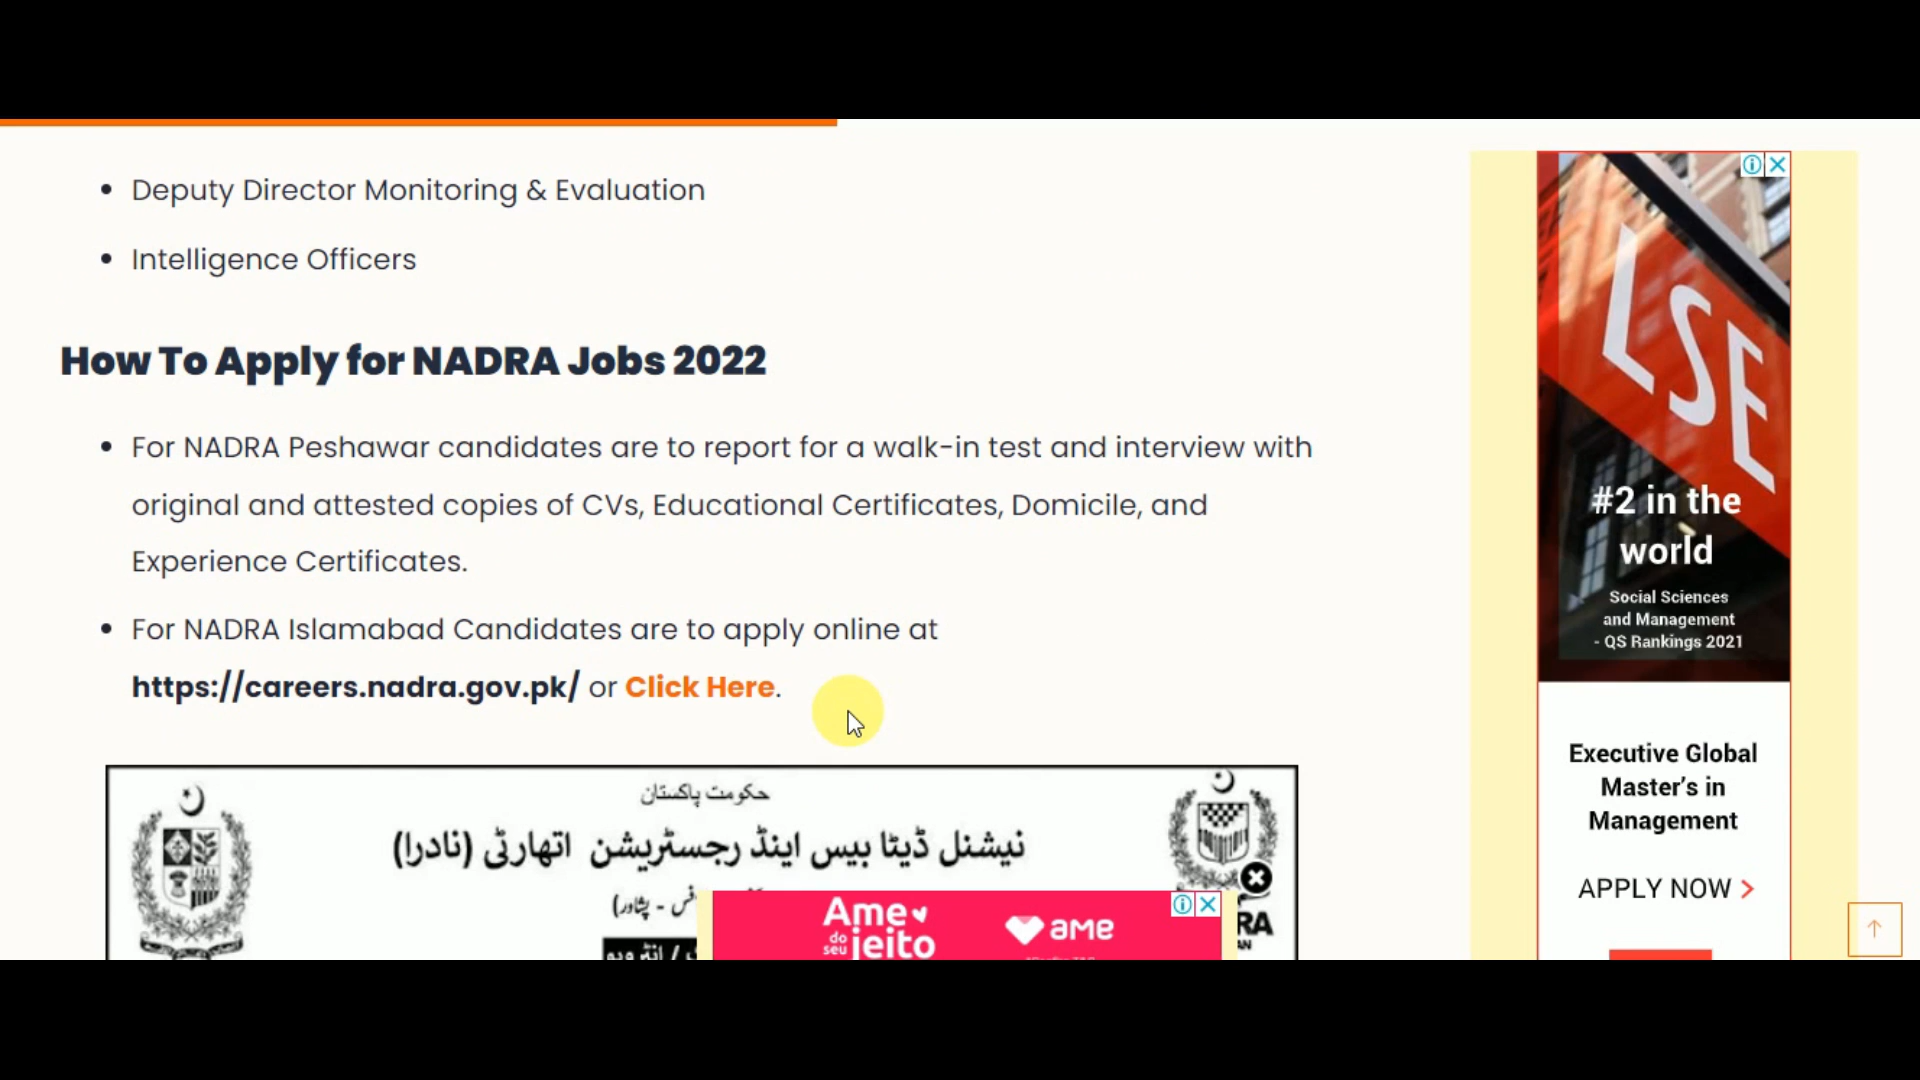 Deputy Director Monitoring & Evaluation
Intelligence Officers
How To Apply for NADRA Jobs 2022
For NADRA Peshawar candidates are to report for a walk-in test and interview with
original and attested copies of CVs, Educational Certificates, Domicile, and
Experience Certificates.
For NADRA Islamabad Candidates are to apply online at
https://careers.nadra.gov.pk/ or Click Here.
حکومت پاکستان
نیشنل ڈیٹا بیس اینڈ رجسٹریشن اتھارٹی (نادرا)
پشاور)
Ame
do
seu
jeito
ame
LSE
#2 in the
world
Social Sciences
and Management
- QS Rankings 2021
Executive Global
Master's in
Management
APPLY NOW